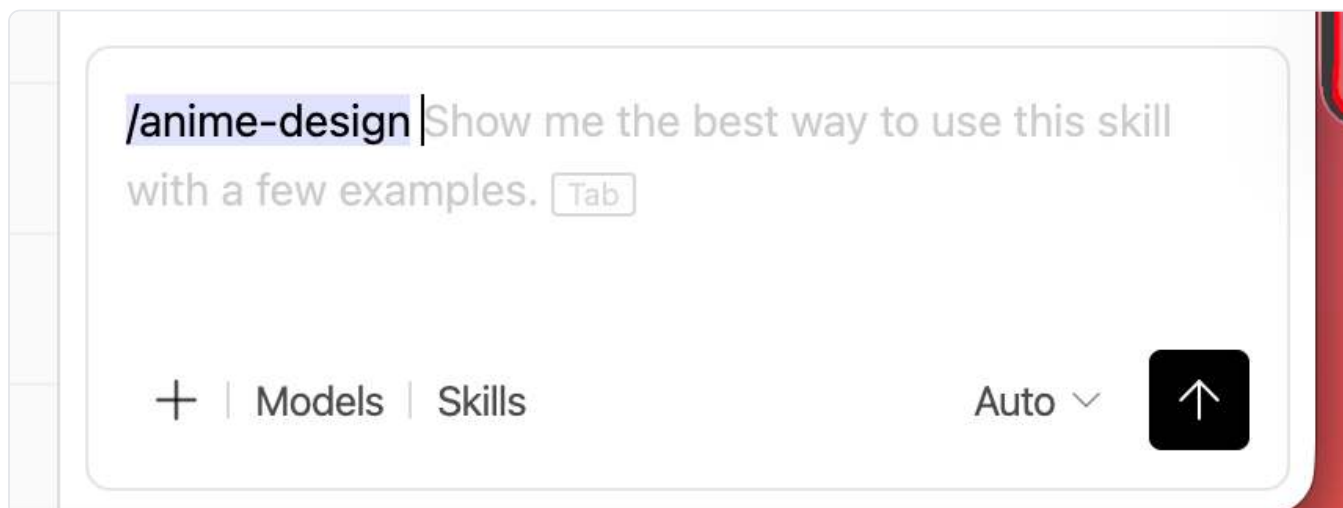 /anime-design Show me the best way to use this skill
with a few examples. Tab
Models Skills Auto